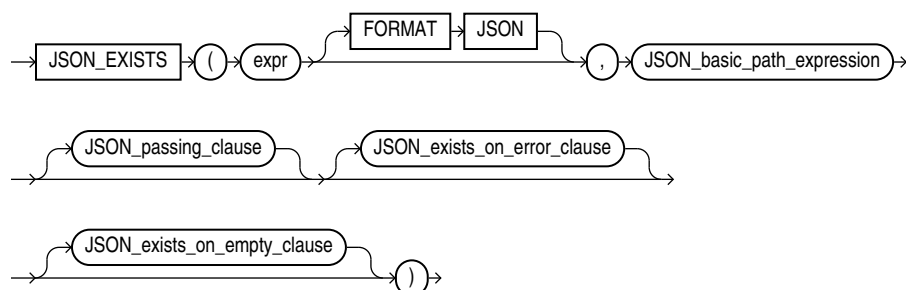 FORMAT JSON
JSON_EXISTS ( expr , JSON_basic_path_expression
JSON_passing_clause JSON_exists_on_error_clause
JSON_exists_on_empty_clause
)